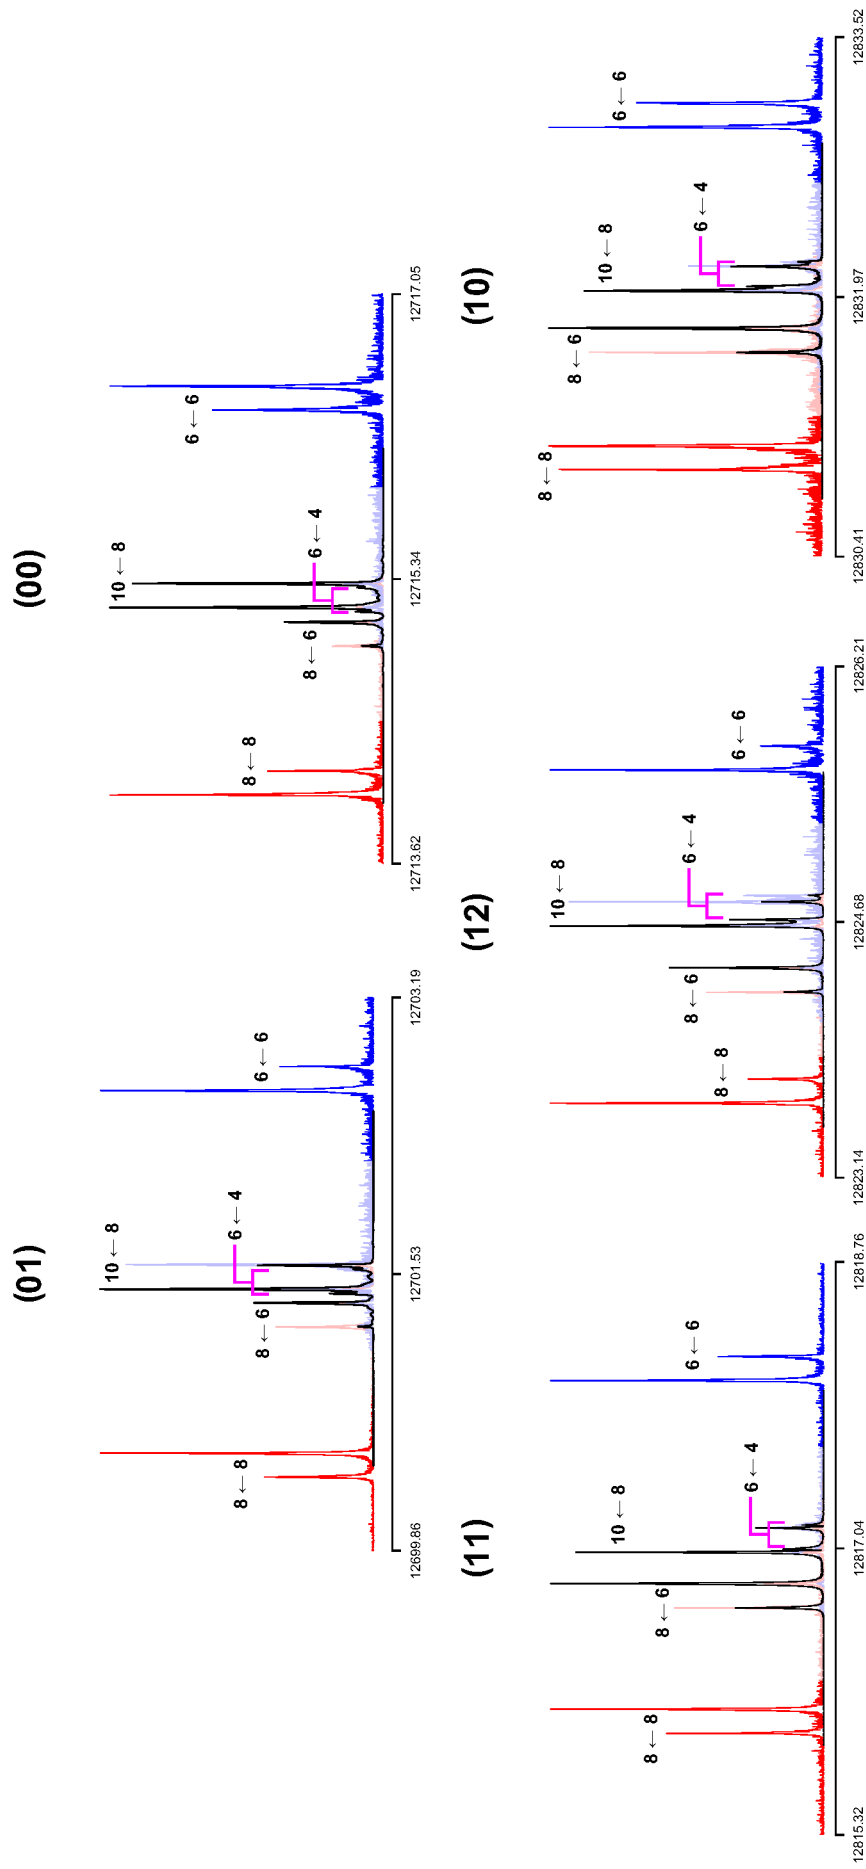 (01)
8 ← 8
8 ← 6
10 ← 8
6 ← 4
6 ← 6
12699.86
12701.53
12703.19
(00)
8 ← 8
8 ← 6
10 ← 8
6 ← 4
6 ← 6
12713.62
12715.34
12717.05
(11)
8 ← 8
8 ← 6
10 ← 8
6 ← 4
6 ← 6
12815.32
12817.04
12818.76
(12)
8 ← 8
8 ← 6
10 ← 8
6 ← 4
6 ← 6
12823.14
12824.68
12826.21
(10)
8 ← 8
8 ← 6
10 ← 8
6 ← 4
6 ← 6
12830.41
12831.97
12833.52